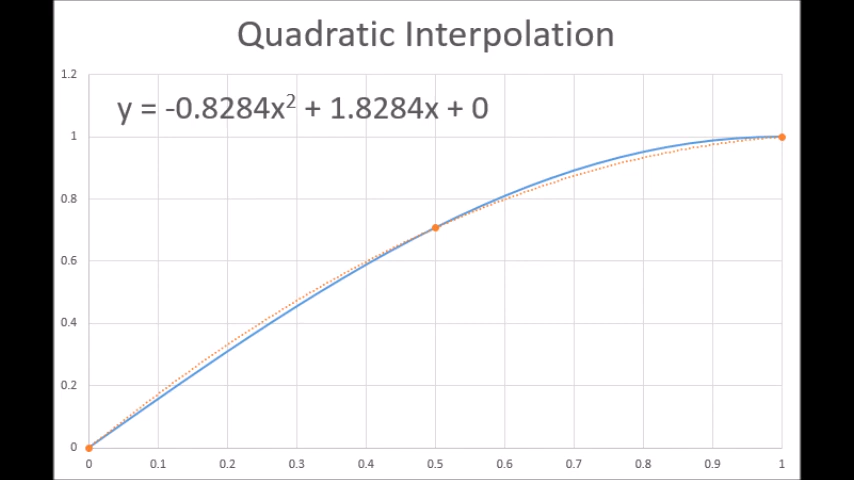 Quadratic Interpolation
1.2
y = -0.8284x² + 1.8284x + 0
1
0.8
0.6
0.4
0.2
0
0 0.1 0.2 0.3 0.4 0.5 0.6 0.7 0.8 0.9 1